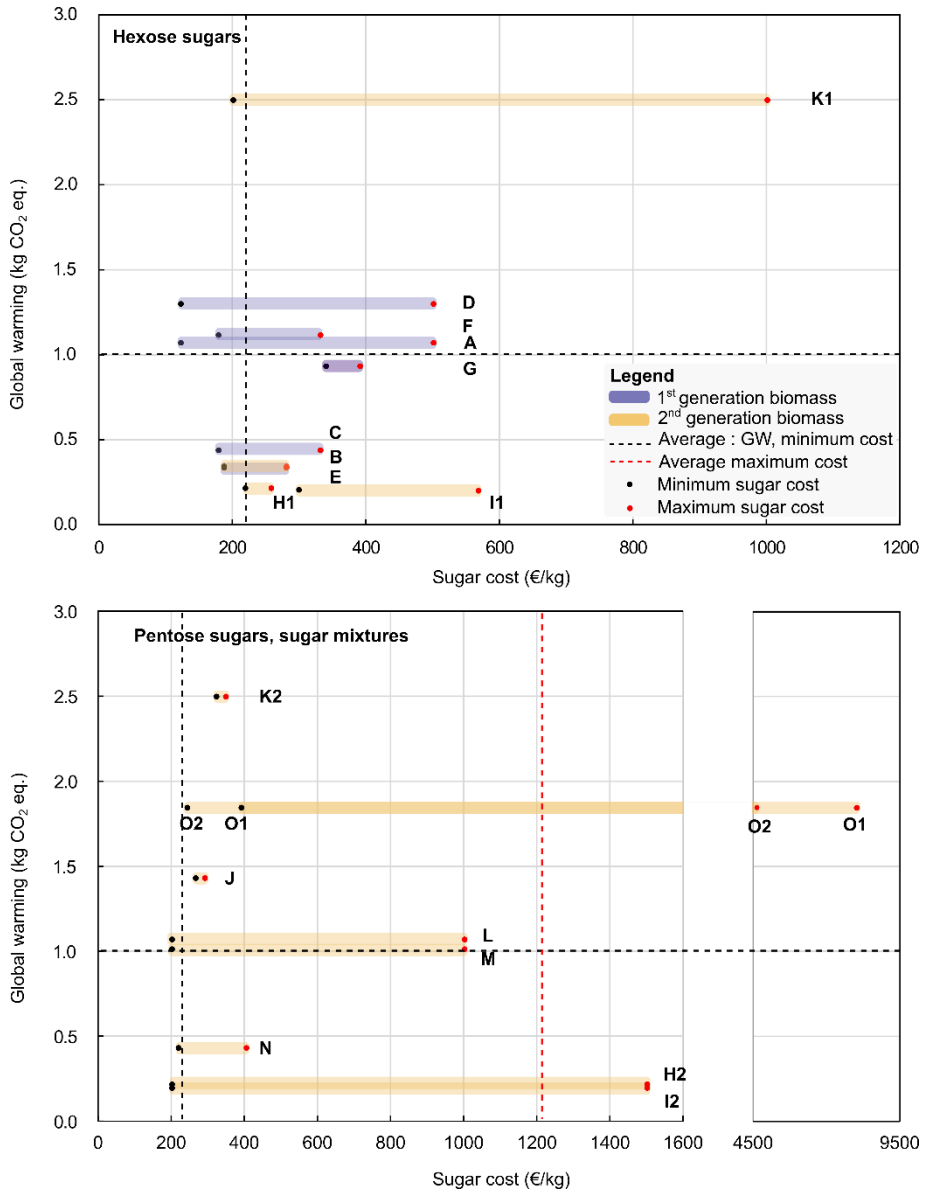 Hexose sugars
3.0
2.5
2.0
1.5
1.0
0.5
0.0
Global warming (kg CO2 eq.)
K1
D
F
A
G
C
B
E
H1
I1
Legend
1st generation biomass
2nd generation biomass
Average : GW, minimum cost
Average maximum cost
Minimum sugar cost
Maximum sugar cost
0 200 400 600 800 1000 1200
Sugar cost (€/kg)
Pentose sugars, sugar mixtures
3.0
2.5
2.0
1.5
1.0
0.5
0.0
Global warming (kg CO2 eq.)
K2
O2 O1 O2 O1
J
L
M
N
H2
I2
0 200 400 600 800 1000 1200 1400 1600 4500 9500
Sugar cost (€/kg)